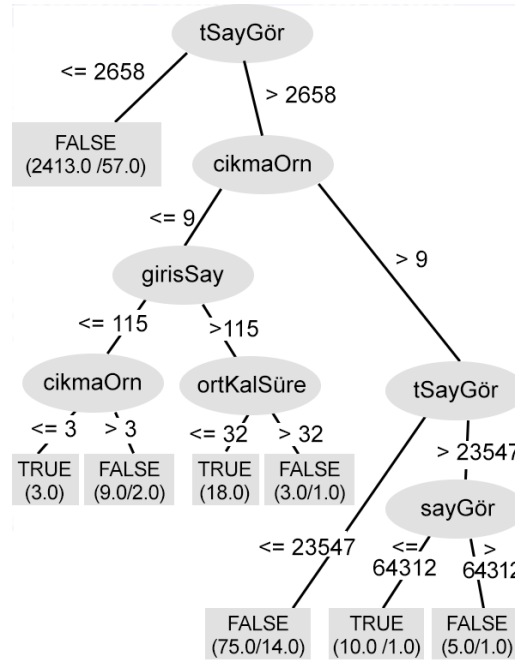 tSayGör
<= 2658
> 2658
FALSE
(2413.0 /57.0)
cikmaOrn
<= 9
> 9
girisSay
<= 115
>115
cikmaOrn
ortKalSüre
tSayGör
<= 3
> 3
<= 32
> 32
> 23547
TRUE
(3.0)
FALSE
(9.0/2.0)
TRUE
(18.0)
FALSE
(3.0/1.0)
sayGör
<= 23547
<=
64312
>
64312
FALSE
(75.0/14.0)
TRUE
(10.0 /1.0)
FALSE
(5.0/1.0)